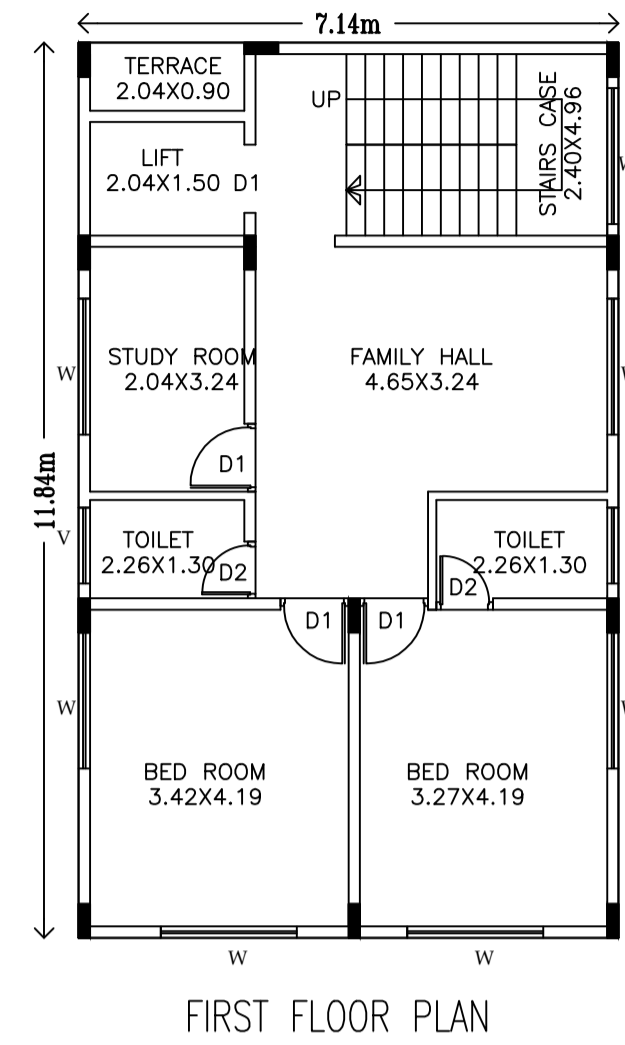 7.14m
TERRACE
2.04X0.90
UP
STAIRS CASE
2.40X4.96
LIFT
2.04X1.50 D1
W
11.84m
STUDY ROOM
2.04X3.24
FAMILY HALL
4.65X3.24
W
W
D1
V
TOILET
2.26X1.30
D2
TOILET
2.26X1.30
D2
D1
D1
W
W
BED ROOM
3.42X4.19
BED ROOM
3.27X4.19
W
W
FIRST FLOOR PLAN